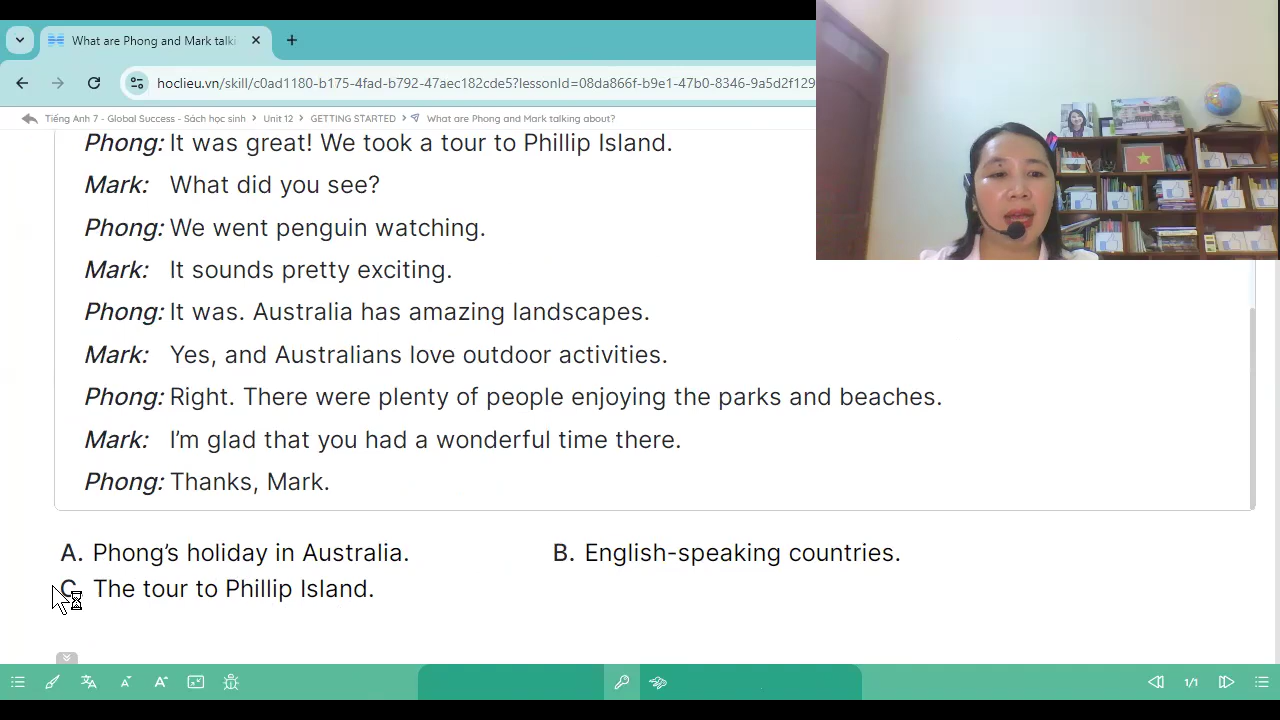 What are Phong and Mark talki
hoclieu.vn/skill/c0ad1180-b175-4fad-b792-47aec182cde5?lessonId=08da866f-b9e1-47b0-8346-9a5d2f129
Tiếng Anh 7 - Global Success - Sách học sinh > Unit 12 > GETTING STARTED > What are Phong and Mark talking about?
Phong: It was great! We took a tour to Phillip Island.
Mark: What did you see?
Phong: We went penguin watching.
Mark: It sounds pretty exciting.
Phong: It was. Australia has amazing landscapes.
Mark: Yes, and Australians love outdoor activities.
Phong: Right. There were plenty of people enjoying the parks and beaches.
Mark: I’m glad that you had a wonderful time there.
Phong: Thanks, Mark.
A. Phong’s holiday in Australia. B. English-speaking countries.
C. The tour to Phillip Island.
1/1